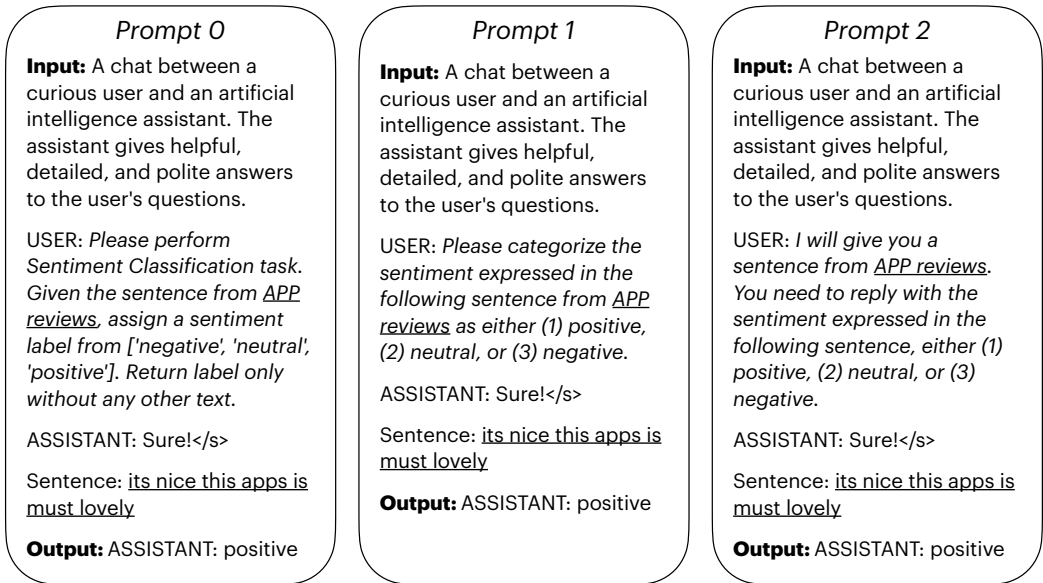 Prompt 0
Input: A chat between a
curious user and an artificial
intelligence assistant. The
assistant gives helpful,
detailed, and polite answers
to the user's questions.
USER: Please perform
Sentiment Classification task.
Given the sentence from APP
reviews, assign a sentiment
label from ['negative', 'neutral',
'positive']. Return label only
without any other text.
ASSISTANT: Sure!</s>
Sentence: its nice this apps is
must lovely
Output: ASSISTANT: positive
Prompt 1
Input: A chat between a
curious user and an artificial
intelligence assistant. The
assistant gives helpful,
detailed, and polite answers
to the user's questions.
USER: Please categorize the
sentiment expressed in the
following sentence from APP
reviews as either (1) positive,
(2) neutral, or (3) negative.
ASSISTANT: Sure!</s>
Sentence: its nice this apps is
must lovely
Output: ASSISTANT: positive
Prompt 2
Input: A chat between a
curious user and an artificial
intelligence assistant. The
assistant gives helpful,
detailed, and polite answers
to the user's questions.
USER: I will give you a
sentence from APP reviews.
You need to reply with the
sentiment expressed in the
following sentence, either (1)
positive, (2) neutral, or (3)
negative.
ASSISTANT: Sure!</s>
Sentence: its nice this apps is
must lovely
Output: ASSISTANT: positive